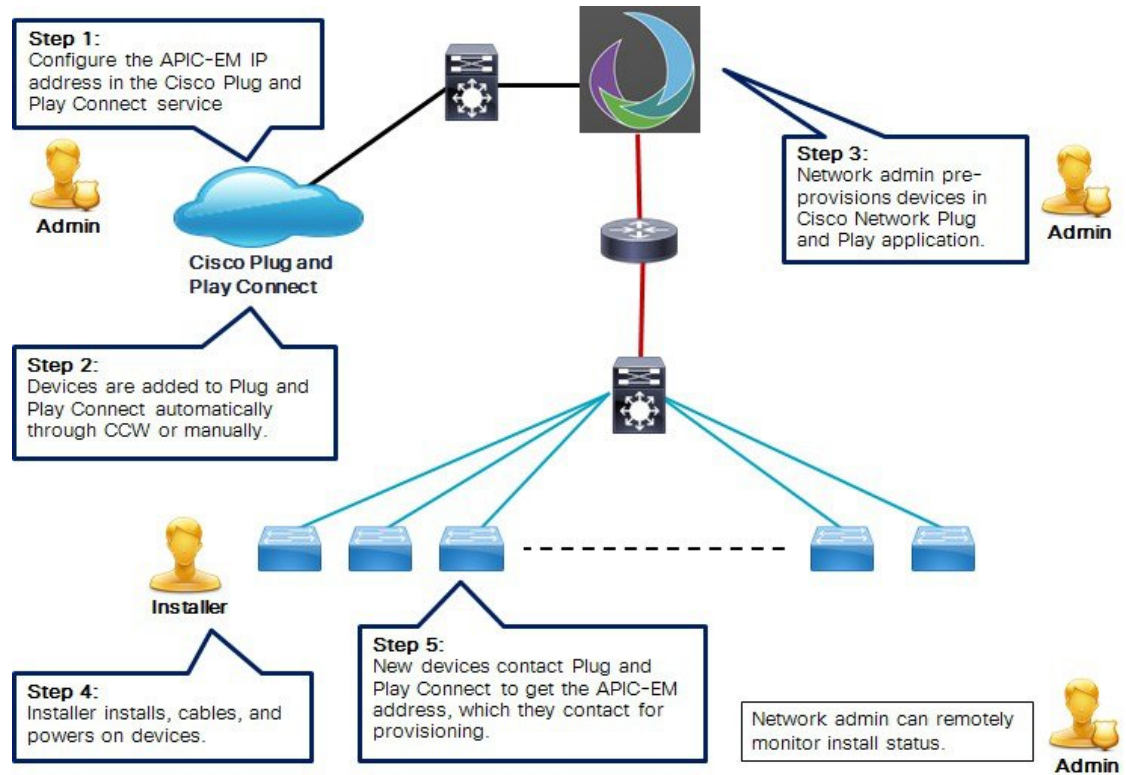 Step 1:
Configure the APIC-EM IP
address in the Cisco Plug and
Play Connect service
Admin
Cisco Plug and
Play Connect
Step 3:
Network admin pre-
provisions devices in
Cisco Network Plug
and Play application.
Admin
Step 2:
Devices are added to Plug and
Play Connect automatically
through CCW or manually.
Installer
Step 4:
Installer installs, cables, and
powers on devices.
Step 5:
New devices contact Plug and
Play Connect to get the APIC-EM
address, which they contact for
provisioning.
Network admin can remotely
monitor install status.
Admin